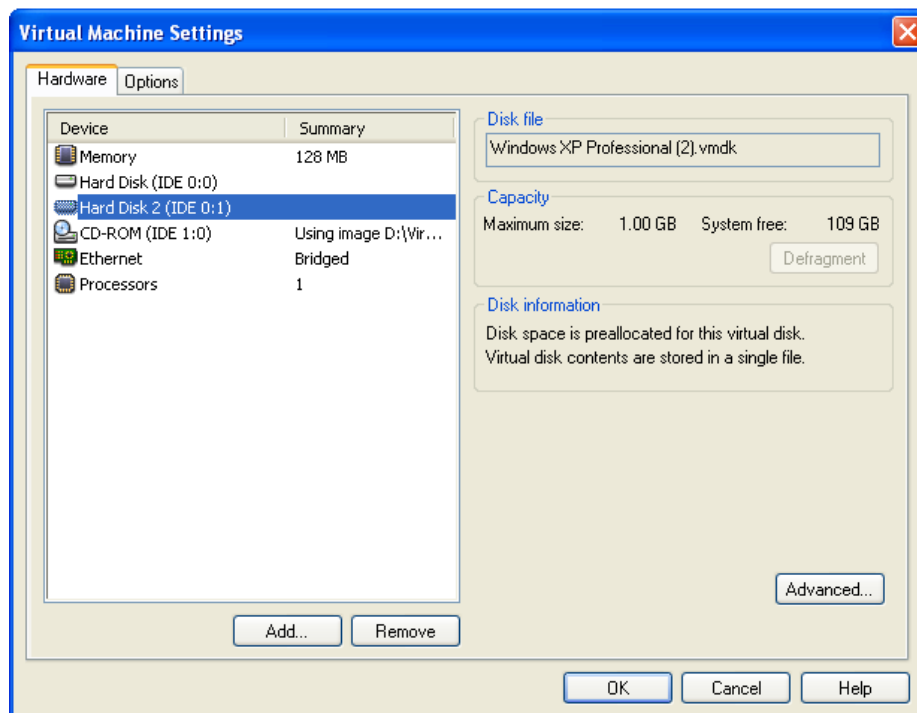 Virtual Machine Settings
Hardware Options
Device Summary
Memory 128 MB
Hard Disk (IDE 0:0)
Hard Disk 2 (IDE 0:1)
CD-ROM (IDE 1:0) Using image D:\Vir...
Ethernet Bridged
Processors 1
Add... Remove
Disk file
Windows XP Professional (2).vmdk
Capacity
Maximum size: 1.00 GB System free: 109 GB
Defragment
Disk information
Disk space is preallocated for this virtual disk.
Virtual disk contents are stored in a single file.
Advanced...
OK Cancel Help